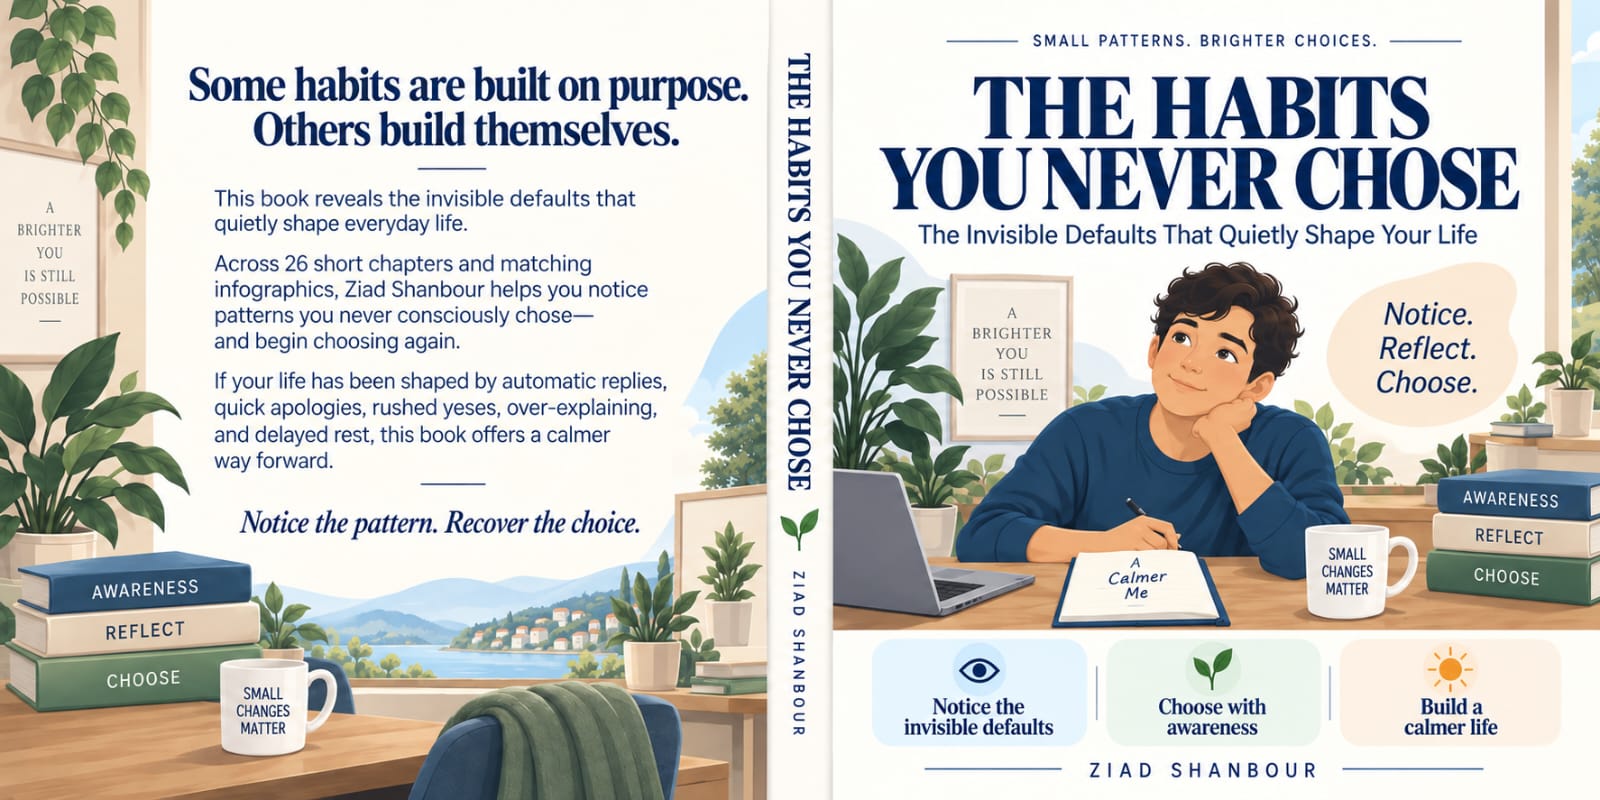 Some habits are built on purpose.
Others build themselves.
This book reveals the invisible defaults that
quietly shape everyday life.
Across 26 short chapters and matching
infographics, Ziad Shanbour helps you notice
patterns you never consciously chose—
and begin choosing again.
If your life has been shaped by automatic replies,
quick apologies, rushed yeses, over-explaining,
and delayed rest, this book offers a calmer
way forward.
Notice the pattern. Recover the choice.
A
BRIGHTER
YOU
IS STILL
POSSIBLE
AWARENESS
REFLECT
CHOOSE
SMALL
CHANGES
MATTER
THE HABITS YOU NEVER CHOSE
ZIAD SHANBOUR
SMALL PATTERNS. BRIGHTER CHOICES.
THE HABITS
YOU NEVER CHOSE
The Invisible Defaults That Quietly Shape Your Life
A
BRIGHTER
YOU
IS STILL
POSSIBLE
Notice.
Reflect.
Choose.
A
Calmer
Me
SMALL
CHANGES
MATTER
AWARENESS
REFLECT
CHOOSE
Notice the
invisible defaults
Choose with
awareness
Build a
calmer life
ZIAD SHANBOUR